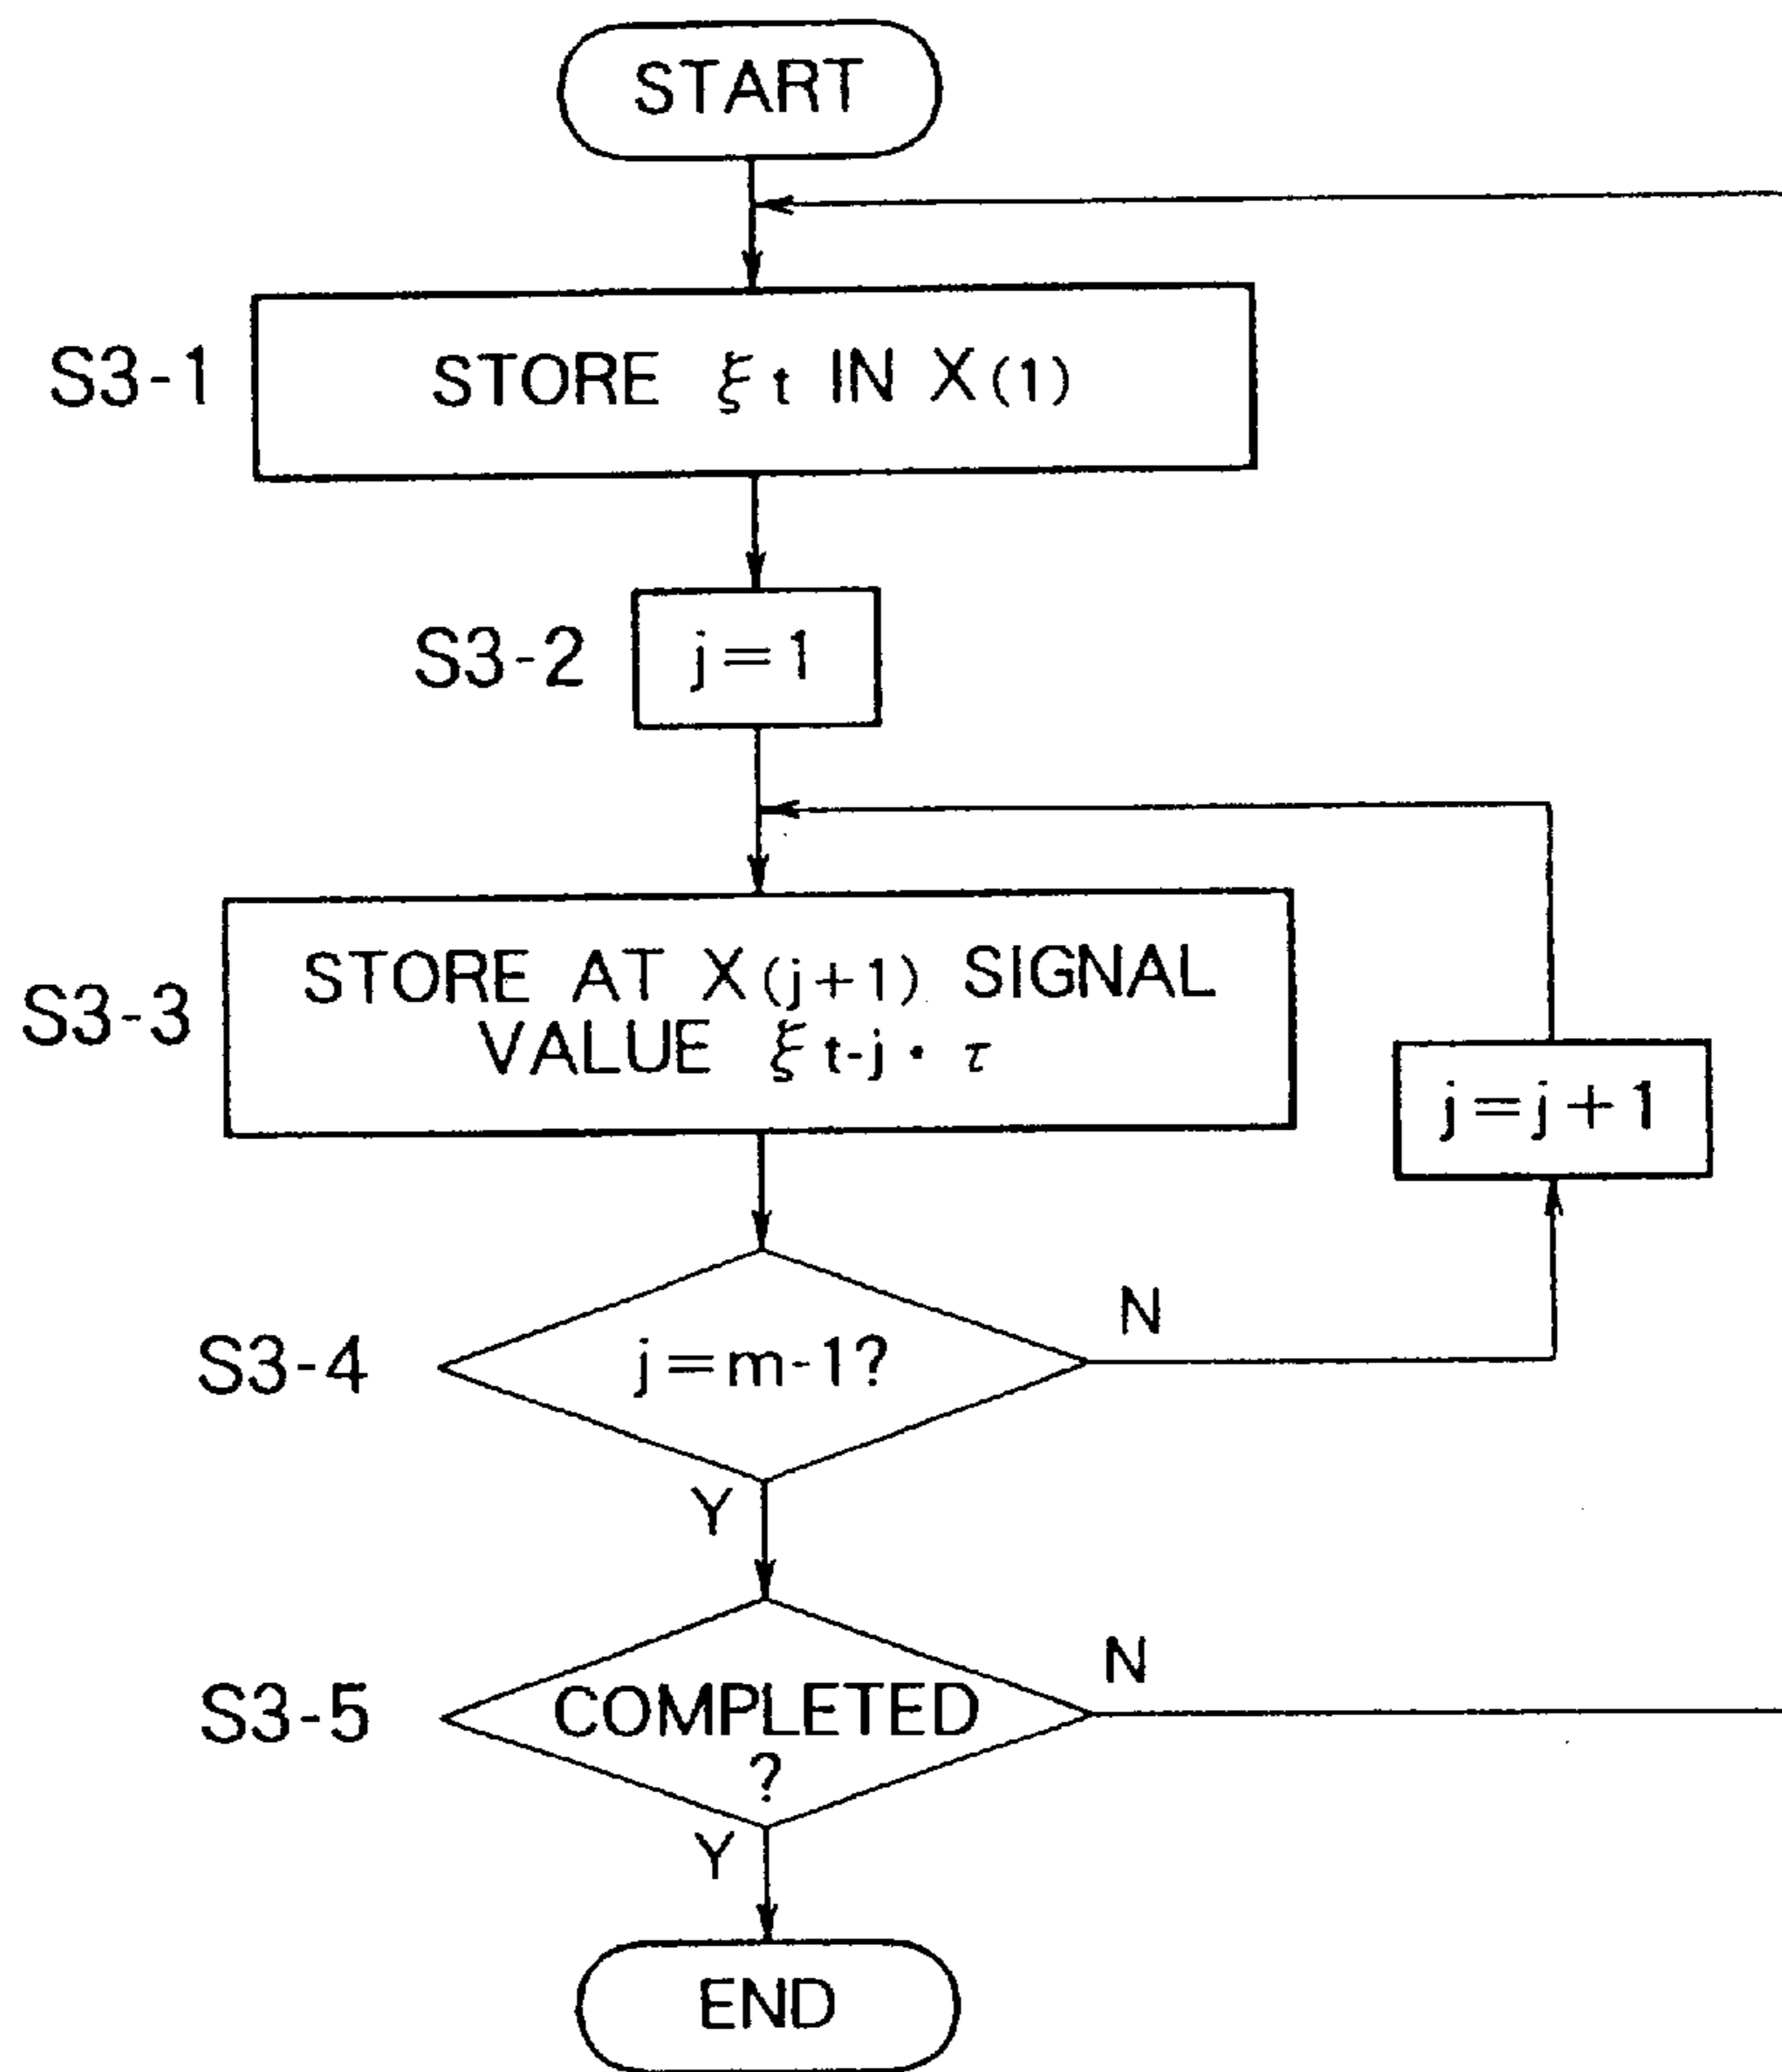 START
S3-1
STORE ξt IN X(1)
S3-2
j=1
S3-3
STORE AT X(j+1) SIGNAL
VALUE ξt-j・τ
j=j+1
S3-4
j=m-1?
N
Y
S3-5
COMPLETED
?
N
Y
END